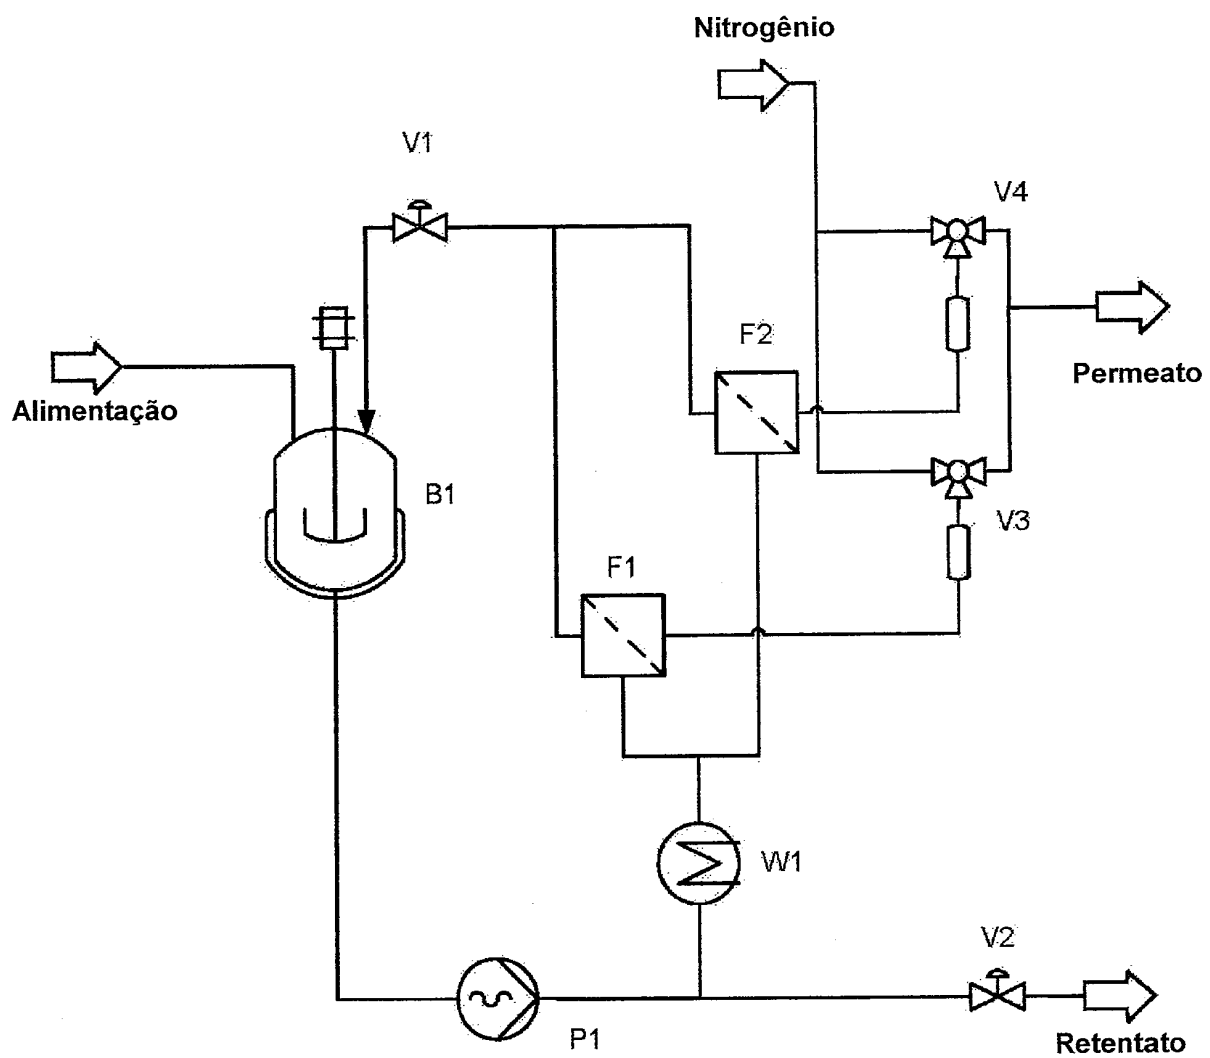 Nitrogênio
V1
V4
F2
Permeato
Alimentação
B1
V3
F1
W1
V2
P1
Retentato